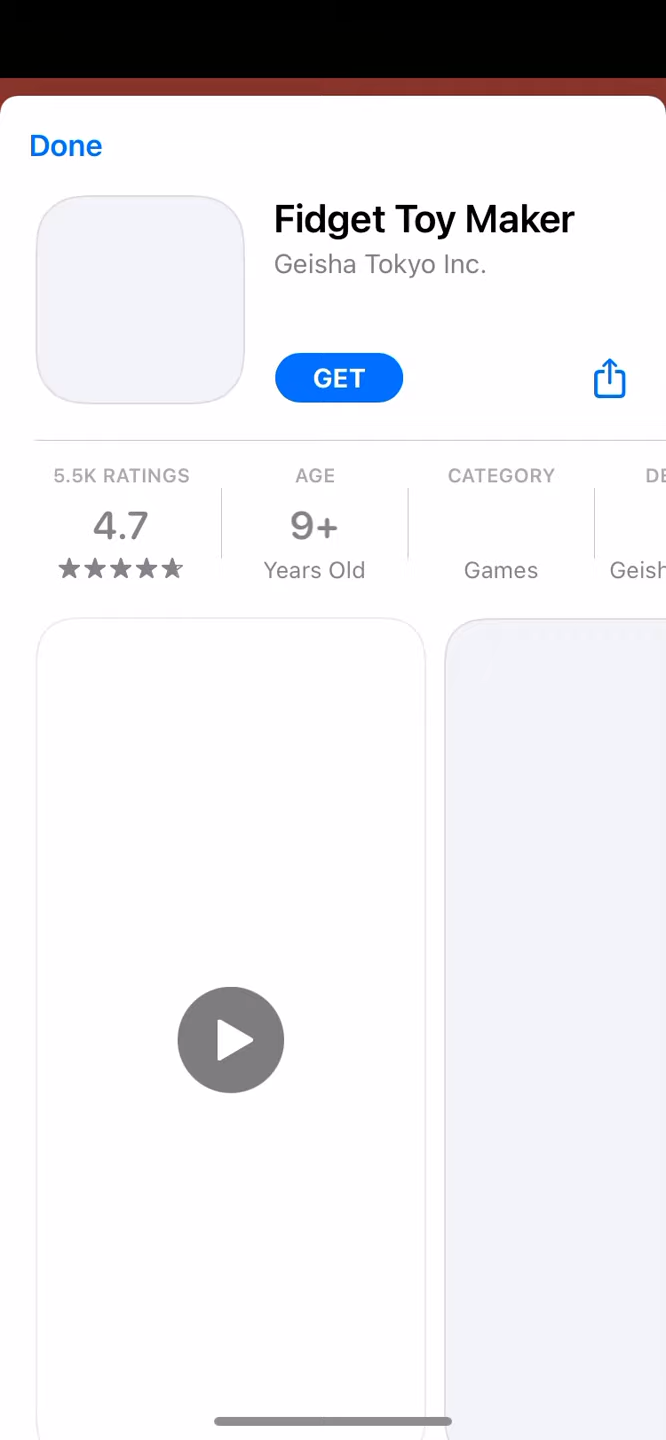 Done
Fidget Toy Maker
Geisha Tokyo Inc.
GET
5.5K RATINGS
AGE
CATEGORY
4.7
9+
Years Old
Games
Geish